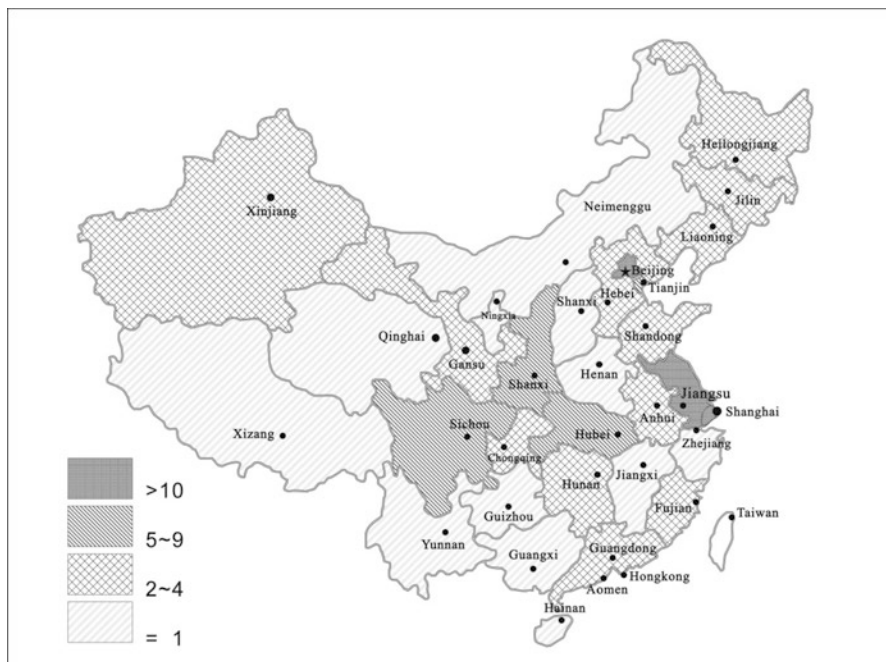 Heilongjiang
Jilin
Xinjiang
Neimenggu
Liaoning
Beijing
Tianjin
Hebei
Shanxi
Ningxia
Qinghai
Gansu
Shandong
Henan
Shanxi
Jiangsu
Shanghai
Anhui
Sichou
Hubei
Xizang
Zhejiang
Chongqing
Jiangxi
Hunan
>10
Fujian
Taiwan
Guizhou
5~9
Yunnan
Guangxi
Guangdong
Hongkong
Aomen
2~4
Hainan
= 1